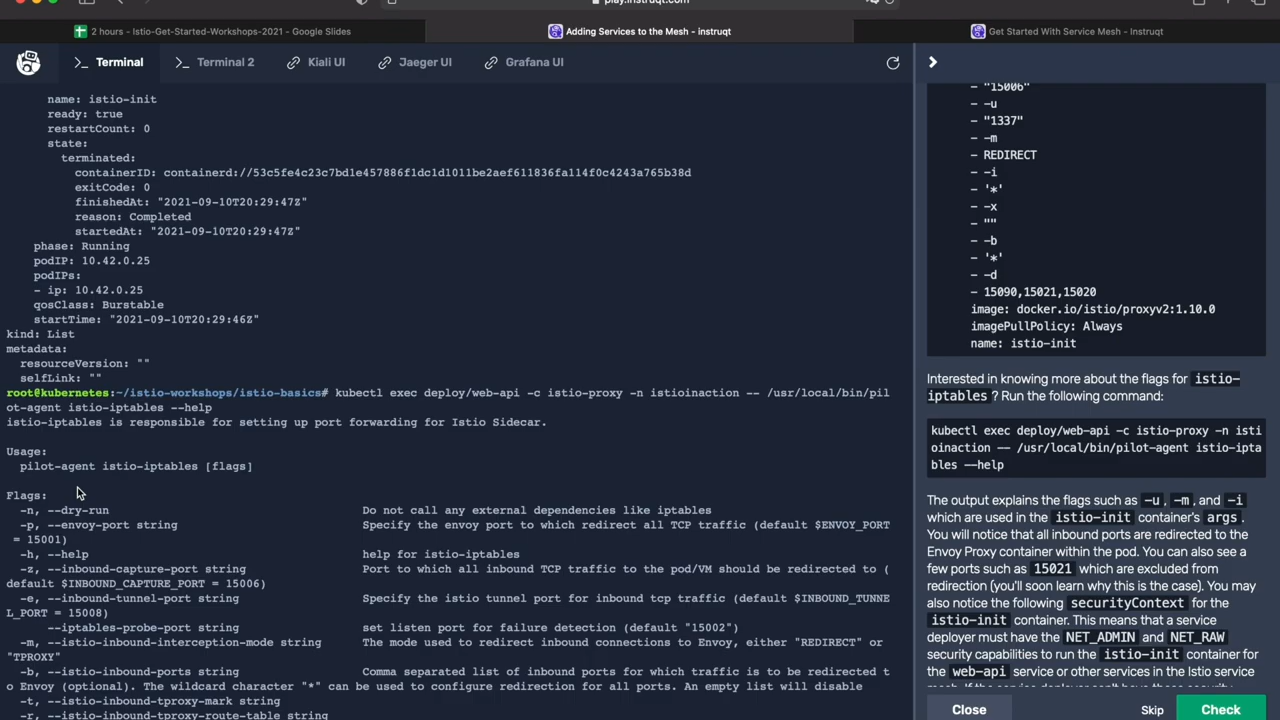 play.instruqt.com
2 hours - Istio-Get-Started-Workshops-2021 - Google Slides
Adding Services to the Mesh - instruqt
Get Started With Service Mesh - Instruqt
>_ Terminal
>_ Terminal 2
Kiali UI
Jaeger UI
Grafana UI
name: istio-init
ready: true
restartCount: 0
state:
terminated:
containerID: containerd://53c5fe4c23c7bd1e457886f1dc1d1011be2aef611836fa114f0c4243a765b38d
exitCode: 0
finishedAt: "2021-09-10T20:29:47Z"
reason: Completed
startedAt: "2021-09-10T20:29:47Z"
phase: Running
podIP: 10.42.0.25
podIPs:
- ip: 10.42.0.25
qosClass: Burstable
startTime: "2021-09-10T20:29:46Z"
kind: List
metadata:
resourceVersion: ""
selfLink: ""
root@kubernetes:~/istio-workshops/istio-basics# kubectl exec deploy/web-api -c istio-proxy -n istioinaction -- /usr/local/bin/pil
ot-agent istio-iptables --help
istio-iptables is responsible for setting up port forwarding for Istio Sidecar.
Usage:
pilot-agent istio-iptables [flags]
Flags:
-n, --dry-run Do not call any external dependencies like iptables
-p, --envoy-port string Specify the envoy port to which redirect all TCP traffic (default $ENVOY_PORT
= 15001)
-h, --help help for istio-iptables
-z, --inbound-capture-port string Port to which all inbound TCP traffic to the pod/VM should be redirected to (
default $INBOUND_CAPTURE_PORT = 15006)
-e, --inbound-tunnel-port string Specify the istio tunnel port for inbound tcp traffic (default $INBOUND_TUNNE
L_PORT = 15008)
--iptables-probe-port string set listen port for failure detection (default "15002")
-m, --istio-inbound-interception-mode string The mode used to redirect inbound connections to Envoy, either "REDIRECT" or
"TPROXY"
-b, --istio-inbound-ports string Comma separated list of inbound ports for which traffic is to be redirected t
o Envoy (optional). The wildcard character "*" can be used to configure redirection for all ports. An empty list will disable
-t, --istio-inbound-tproxy-mark string
-r, --istio-inbound-tproxy-route-table string
- "15006"
- -u
- "1337"
- -m
- REDIRECT
- -i
- '*'
- -x
- ""
- -b
- '*'
- -d
- 15090,15021,15020
image: docker.io/istio/proxyv2:1.10.0
imagePullPolicy: Always
name: istio-init
Interested in knowing more about the flags for istio-
iptables ? Run the following command:
kubectl exec deploy/web-api -c istio-proxy -n isti
oinaction -- /usr/local/bin/pilot-agent istio-ipta
bles --help
The output explains the flags such as -u, -m, and -i
which are used in the istio-init container's args.
You will notice that all inbound ports are redirected to the
Envoy Proxy container within the pod. You can also see a
few ports such as 15021 which are excluded from
redirection (you'll soon learn why this is the case). You may
also notice the following securityContext for the
istio-init container. This means that a service
deployer must have the NET_ADMIN and NET_RAW
security capabilities to run the istio-init container for
the web-api service or other services in the Istio service
Close
Skip
Check